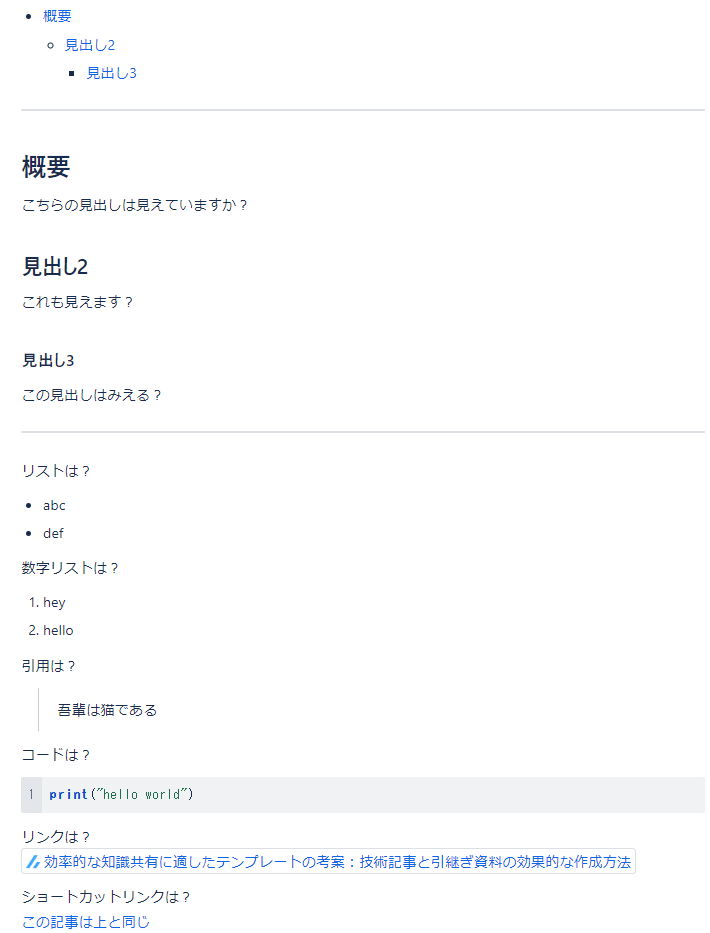 概要
見出し2
見出し3
概要
こちらの見出しは見えていますか？
見出し2
これも見えます？
見出し3
この見出しはみえる？
リストは？
abc
def
数字リストは？
1. hey
2. hello
引用は？
吾輩は猫である
コードは？
1 print("hello world")
リンクは？
効率的な知識共有に適したテンプレートの考案：技術記事と引継ぎ資料の効果的な作成方法
ショートカットリンクは？
この記事は上と同じ